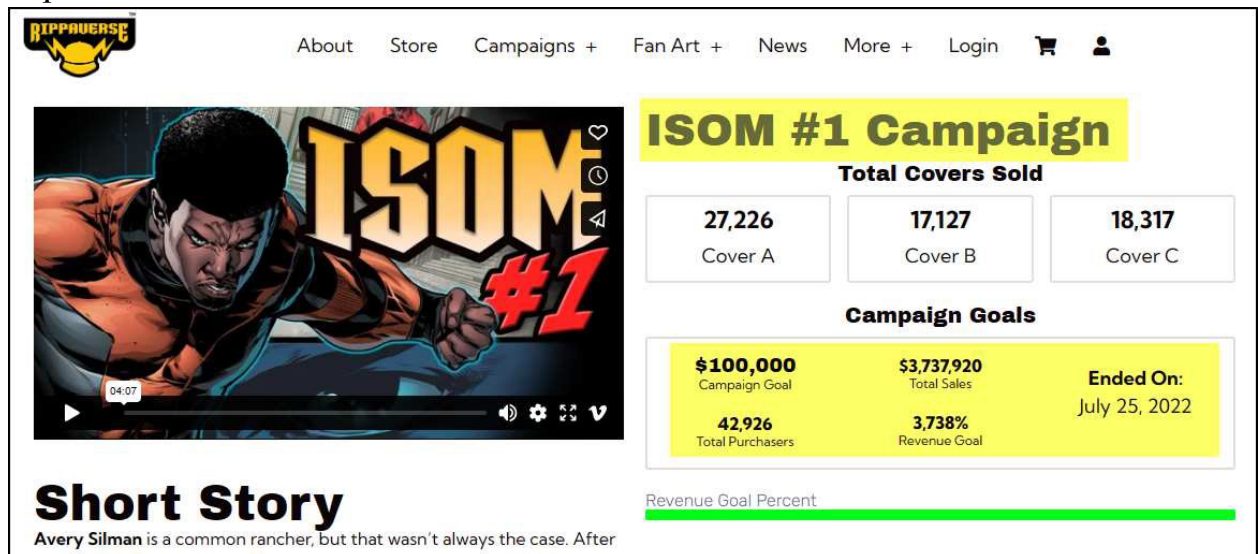 RIPPAVERSE
About Store Campaigns + Fan Art + News More + Login
ISOM #1
04:07
ISOM #1 Campaign
Total Covers Sold
27,226 17,127 18,317
Cover A Cover B Cover C
Campaign Goals
$100,000 $3,737,920
Campaign Goal Total Sales
Ended On:
July 25, 2022
42,926 3,738%
Total Purchasers Revenue Goal
Revenue Goal Percent
Short Story
Avery Silman is a common rancher, but that wasn't always the case. After